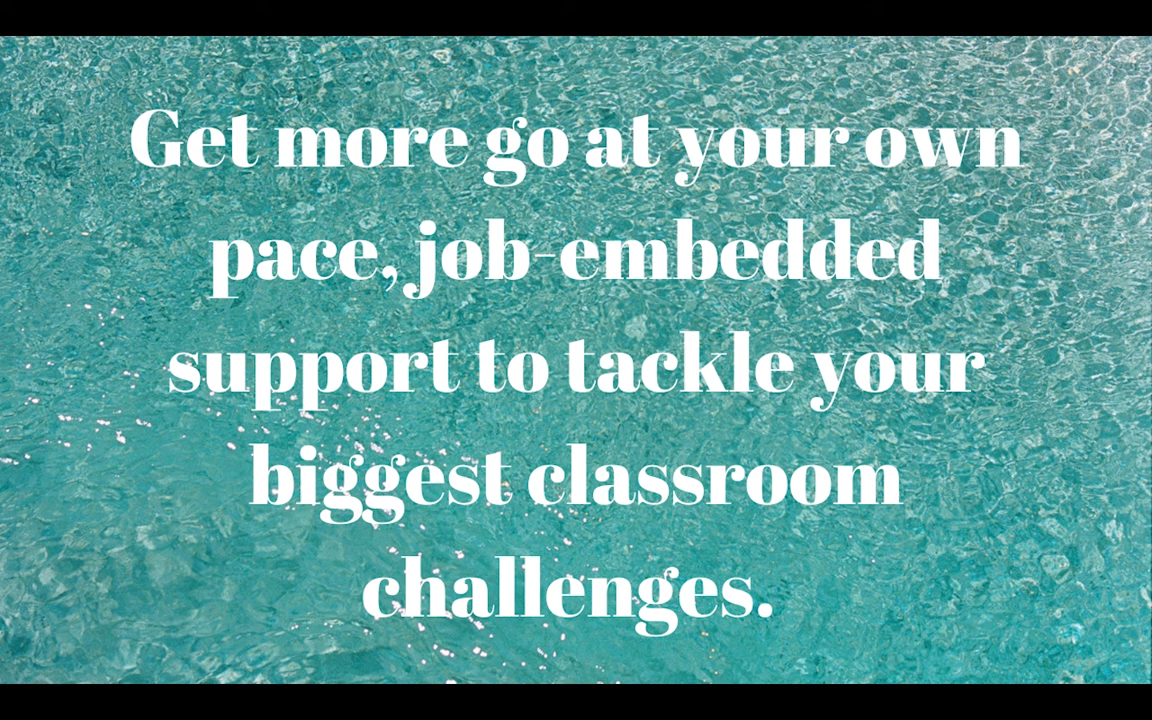 Get more go at your own
pace, job-embedded
support to tackle your
biggest classroom
challenges.